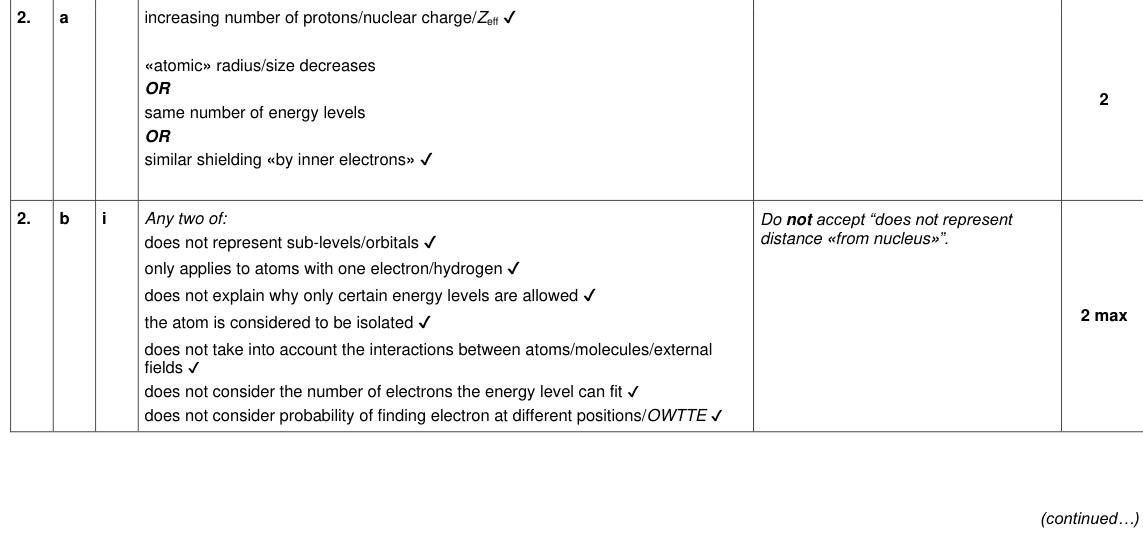 2. a increasing number of protons/nuclear charge/Zeff ✓
«atomic» radius/size decreases
OR
same number of energy levels
OR
similar shielding «by inner electrons» ✓
2
2. b i Any two of:
does not represent sub-levels/orbitals ✓
only applies to atoms with one electron/hydrogen ✓
does not explain why only certain energy levels are allowed ✓
the atom is considered to be isolated ✓
does not take into account the interactions between atoms/molecules/external
fields ✓
does not consider the number of electrons the energy level can fit ✓
does not consider probability of finding electron at different positions/OWTTE ✓
Do not accept “does not represent
distance «from nucleus»”.
2 max
(continued…)